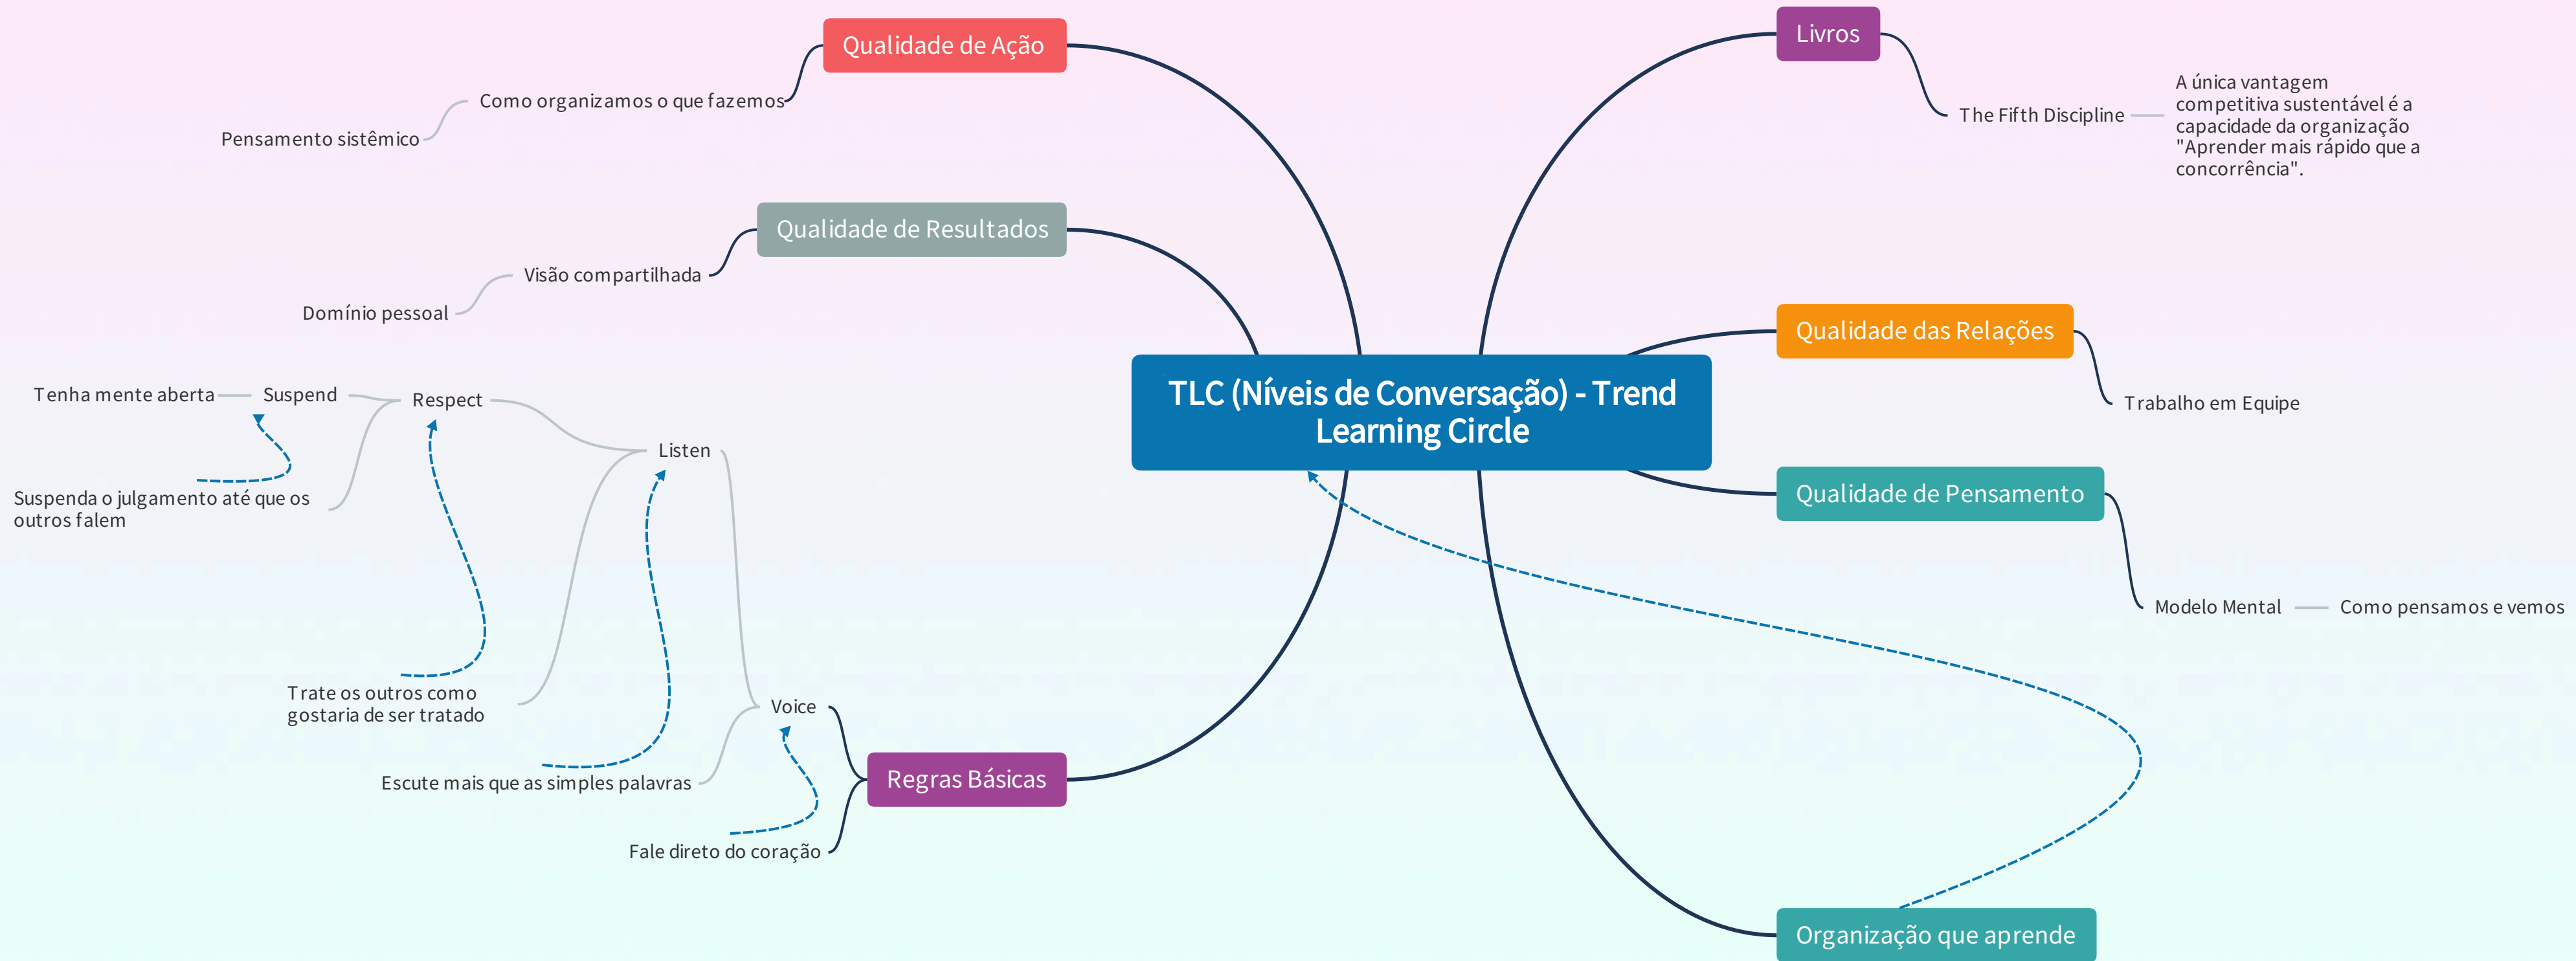 Qualidade de Ação
Como organizamos o que fazemos
Pensamento sistêmico
Qualidade de Resultados
Visão compartilhada
Domínio pessoal
Livros
The Fifth Discipline
A única vantagem
competitiva sustentável é a
capacidade da organização
"Aprender mais rápido que a
concorrência".
TLC (Níveis de Conversação) - Trend
Learning Circle
Qualidade das Relações
Trabalho em Equipe
Qualidade de Pensamento
Modelo Mental
Como pensamos e vemos
Organização que aprende
Regras Básicas
Voice
Listen
Respect
Suspend
Tenha mente aberta
Suspenda o julgamento até que os
outros falem
Trate os outros como
gostaria de ser tratado
Escute mais que as simples palavras
Fale direto do coração